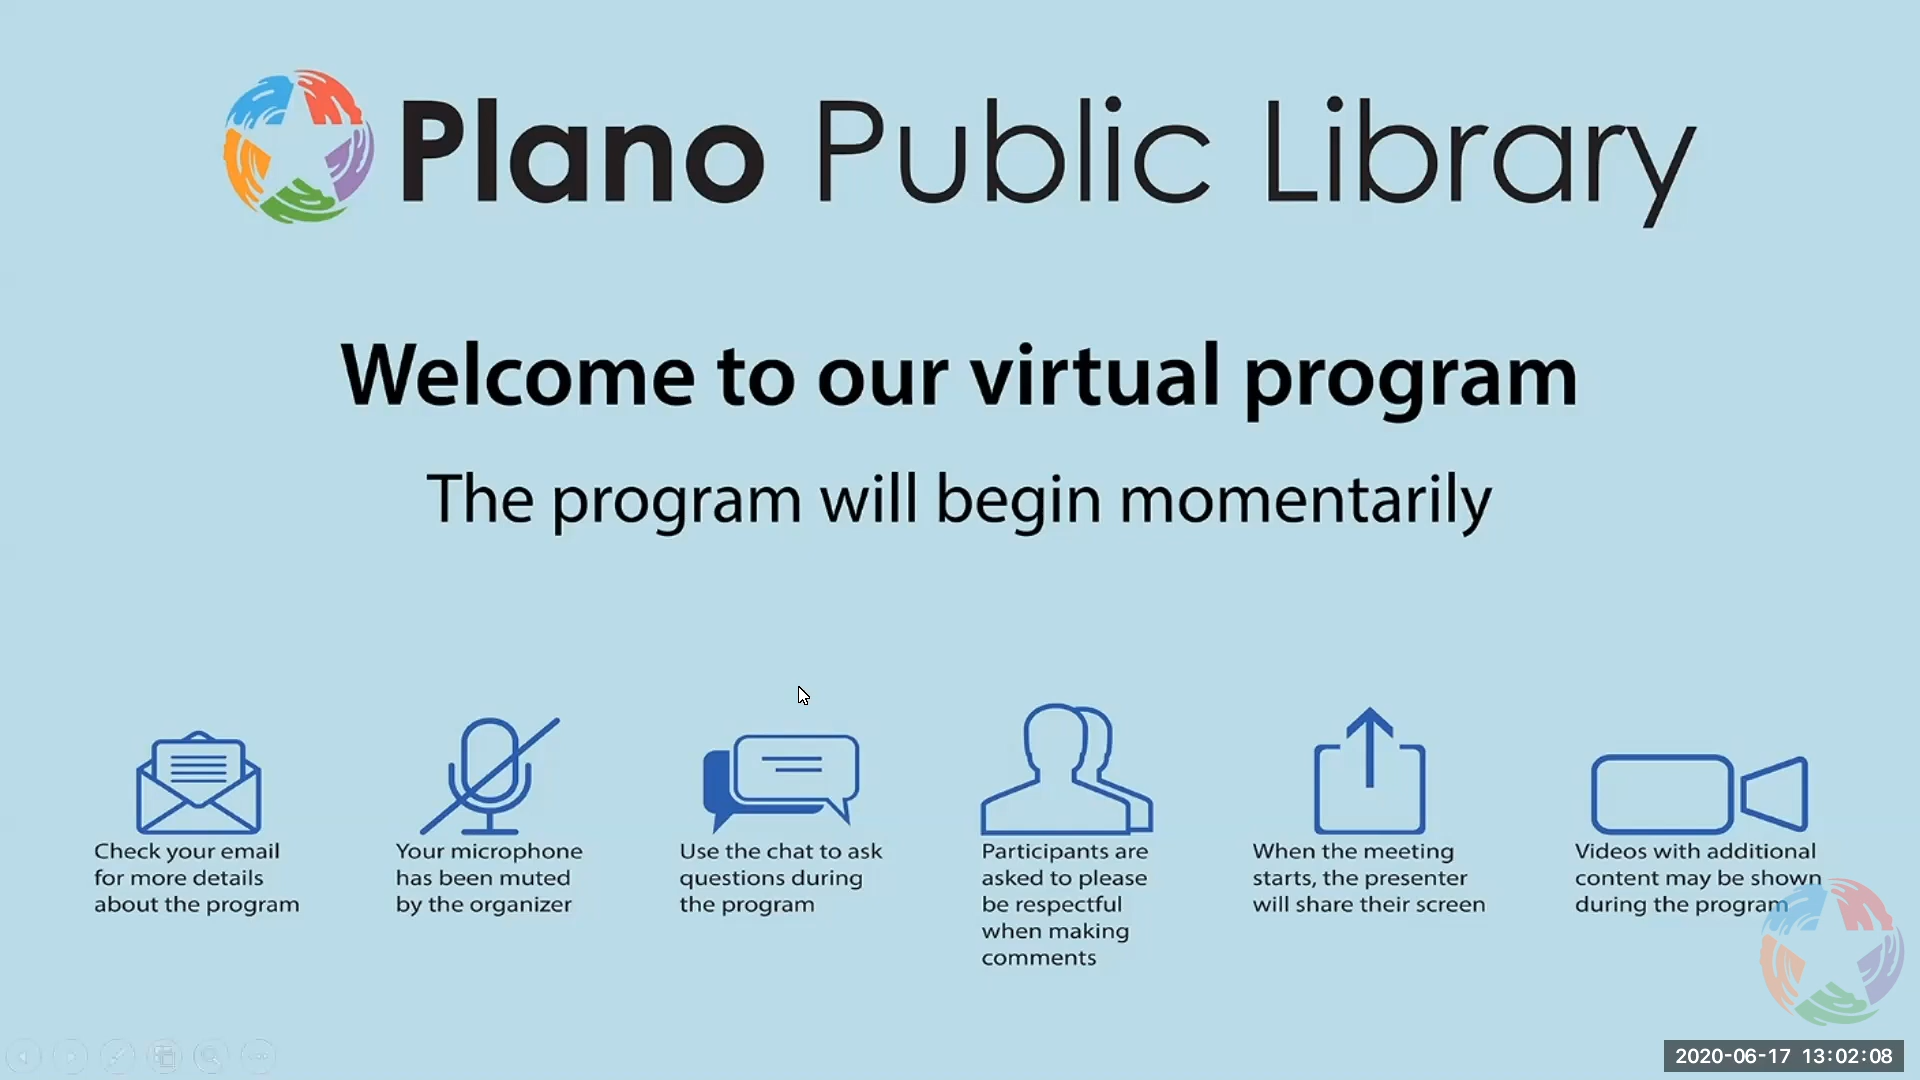 Plano Public Library
Welcome to our virtual program
The program will begin momentarily
Check your email
for more details
about the program
Your microphone
has been muted
by the organizer
Use the chat to ask
questions during
the program
Participants are
asked to please
be respectful
when making
comments
When the meeting
starts, the presenter
will share their screen
Videos with additional
content may be shown
during the program
2020-06-17 13:02:08